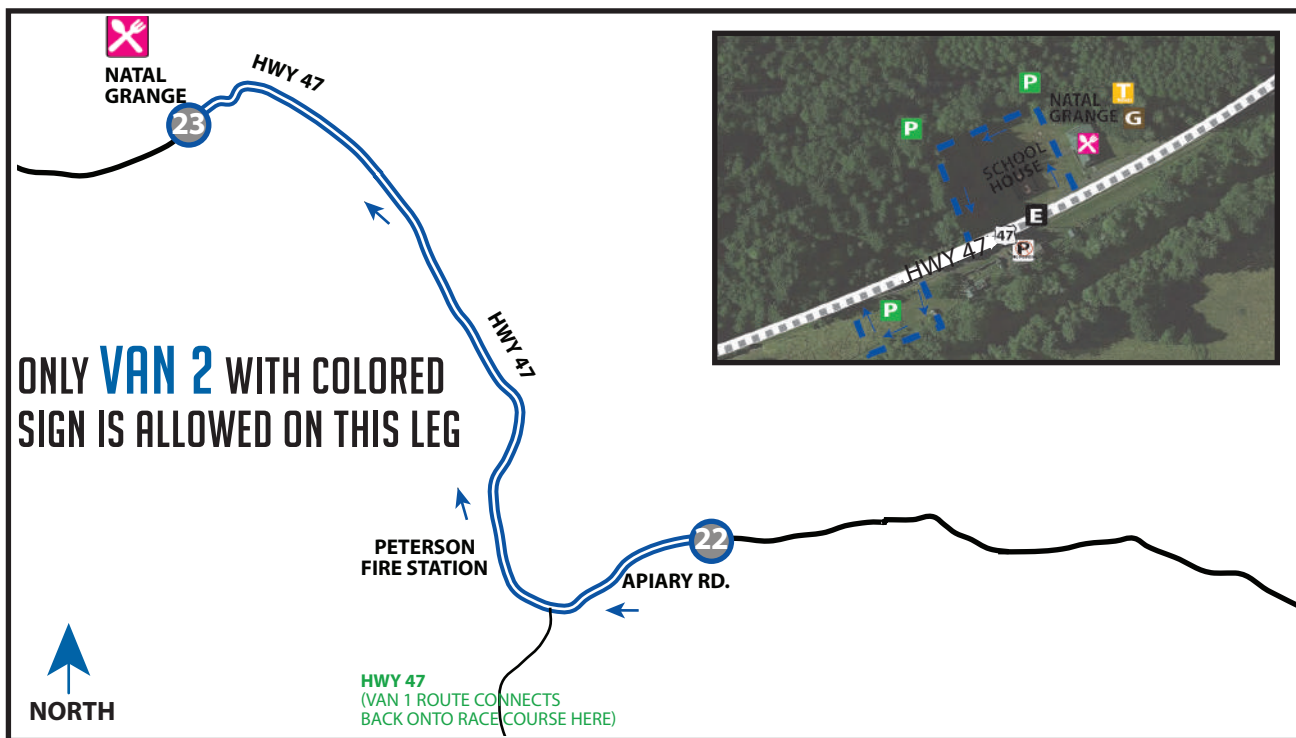 NATAL
GRANGE
23
HWY 47
HWY 47
ONLY VAN 2 WITH COLORED
SIGN IS ALLOWED ON THIS LEG
PETERSON
FIRE STATION
22
APIARY RD.
HWY 47
(VAN 1 ROUTE CONNECTS
BACK ONTO RACE COURSE HERE)
NORTH
P
T
NATAL
GRANGE
G
P
SCHOOL
HOUSE
E
47
P
HWY 47
P